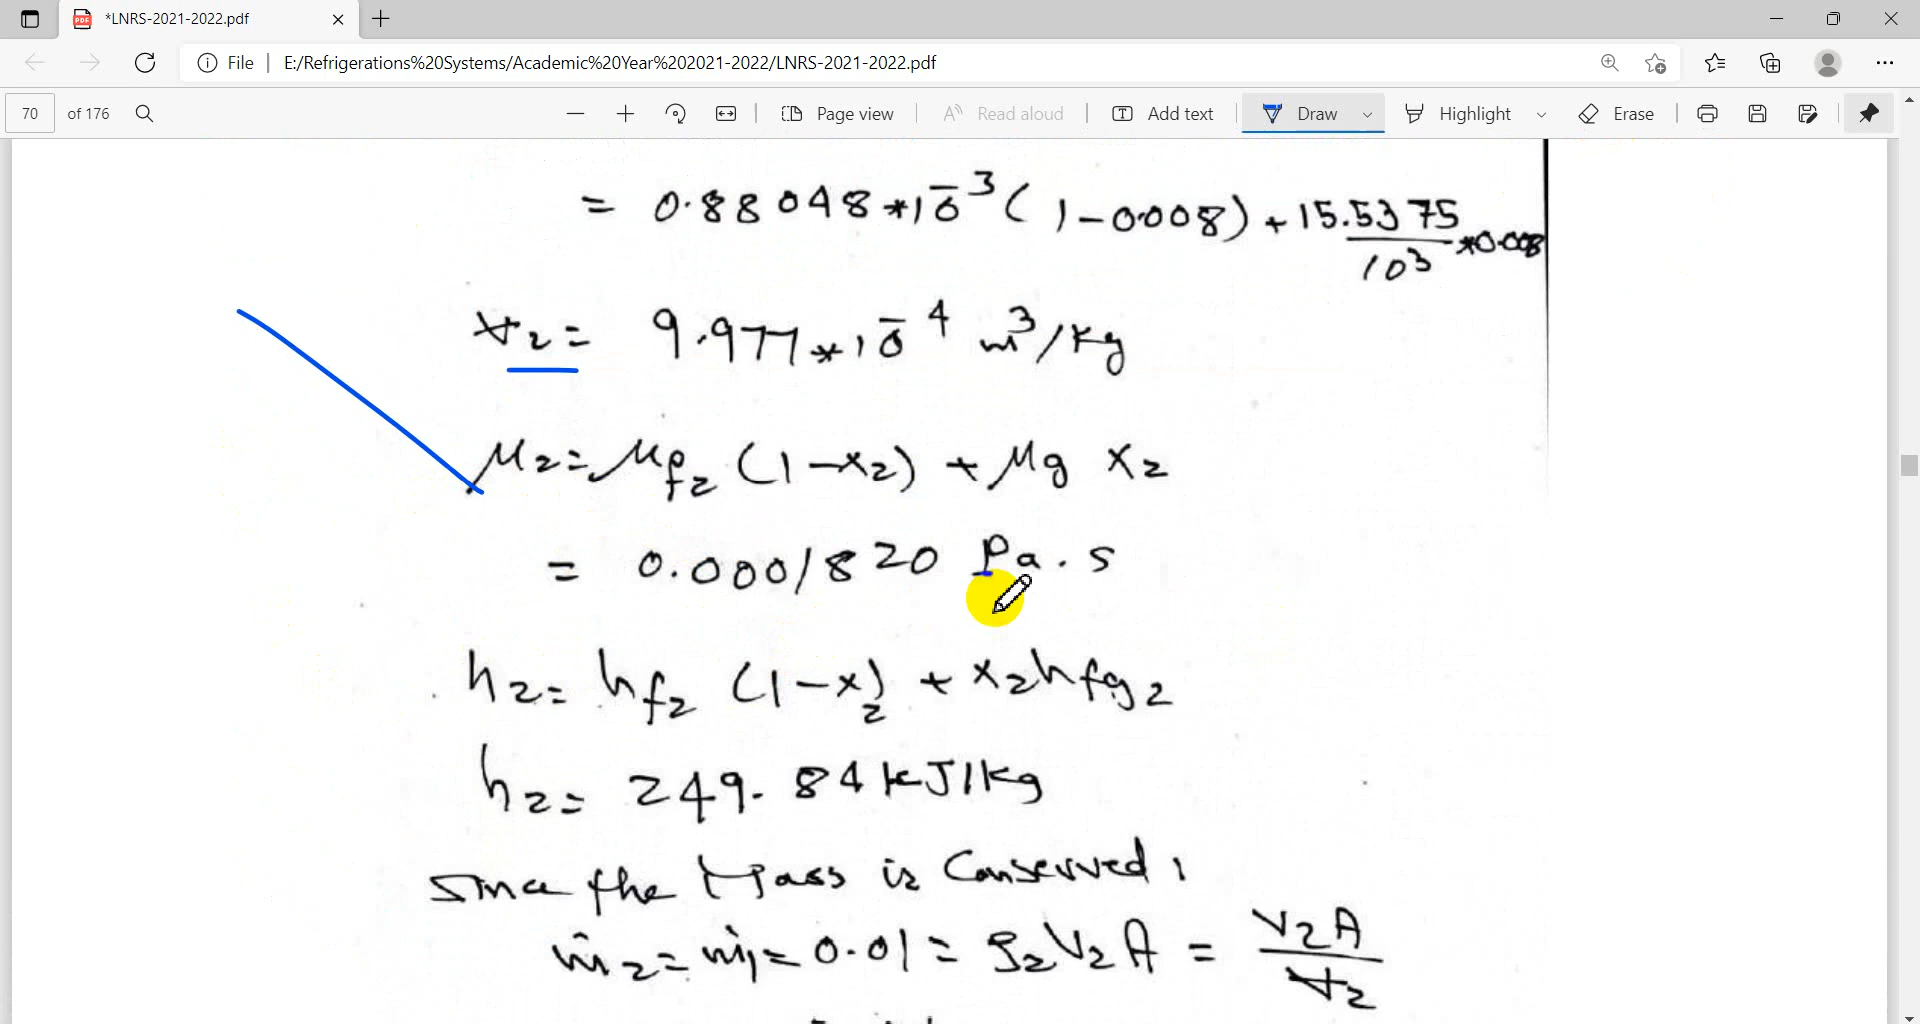 *LNRS-2021-2022.pdf
File | E:/Refrigerations%20Systems/Academic%20Year%202021-2022/LNRS-2021-2022.pdf
70 of 176 Page view Read aloud Add text Draw Highlight Erase
= 0.88048*10⁻³(1-0.008)+15.5375/10³*0.008
v₂= 9.977*10⁻⁴ m³/kg
μ₂=μf₂(1-x₂)+μg x₂
= 0.0001820 Pa.s
h₂= hf₂(1-x)₂+x₂hfg₂
h₂= 249.84kJ/kg
Since the Mass is Conserved;
ṁ₂=ṁ₁=0.01=ρ₂V₂A=V₂A/v₂